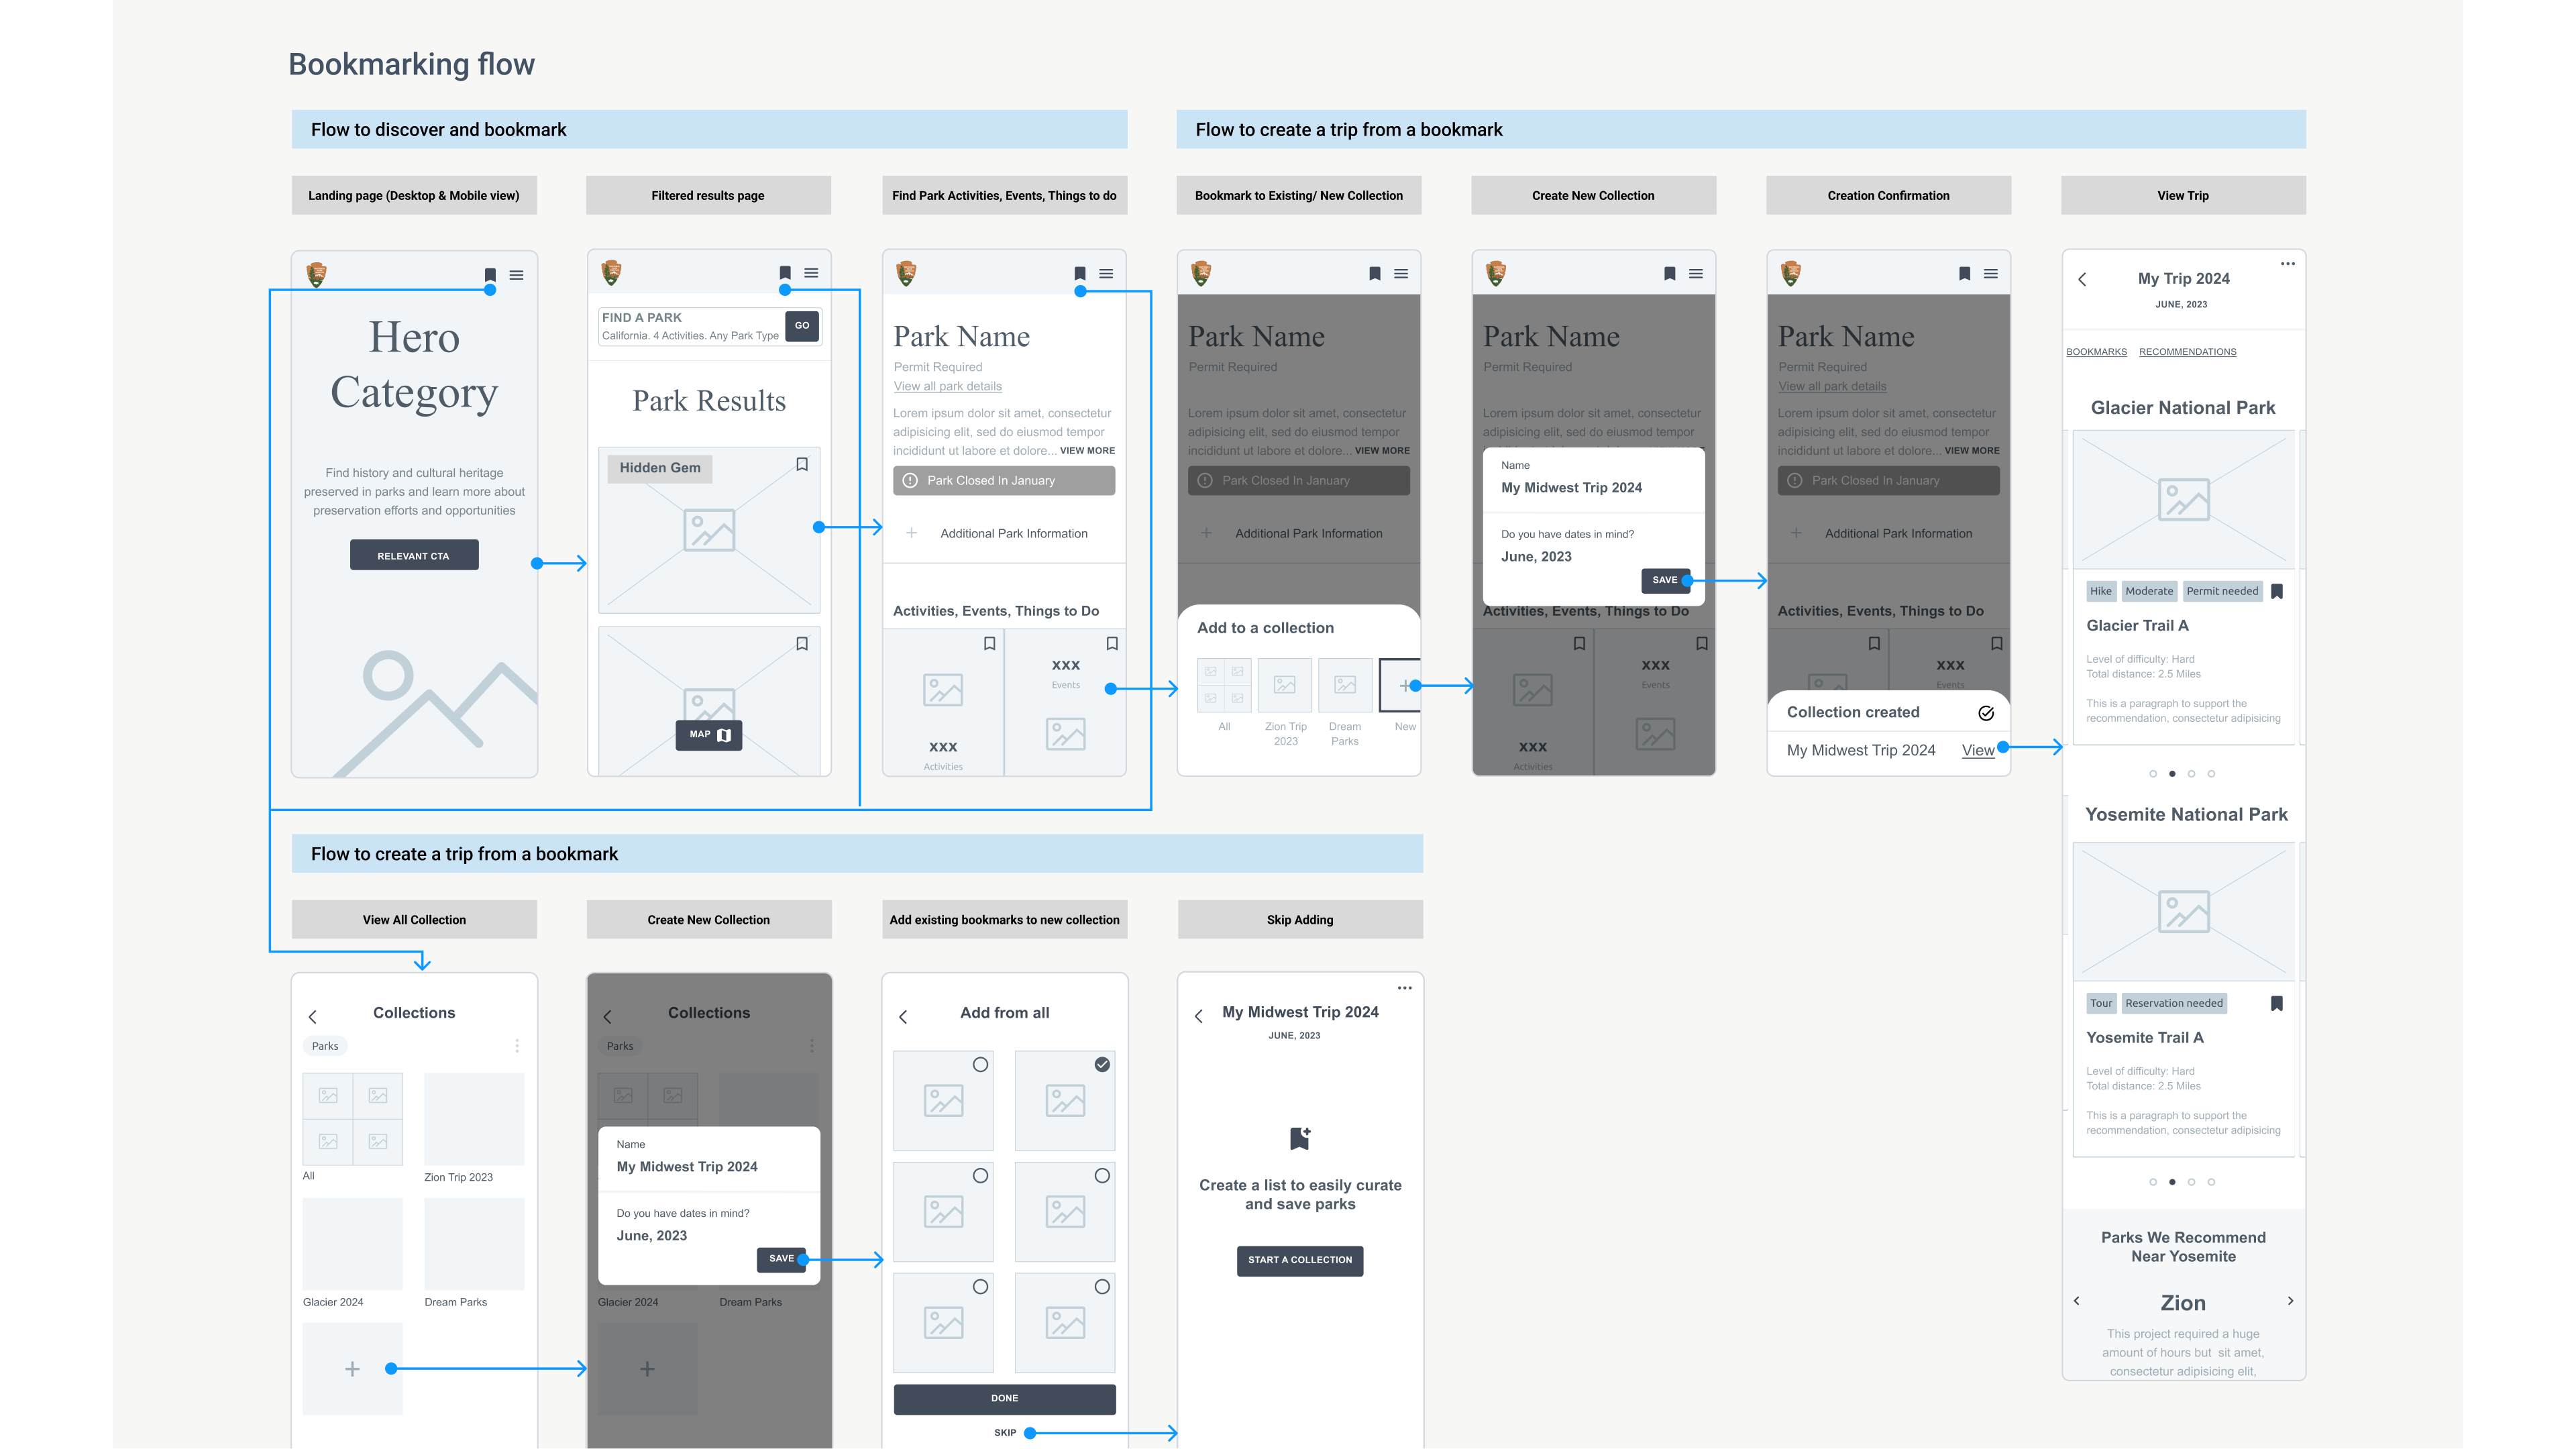 Bookmarking flow
Flow to discover and bookmark
Flow to create a trip from a bookmark
Landing page (Desktop & Mobile view)
Filtered results page
Find Park Activities, Events, Things to do
Bookmark to Existing/ New Collection
Create New Collection
Creation Confirmation
View Trip
Hero
Category
Find history and cultural heritage
preserved in parks and learn more about
preservation efforts and opportunities
RELEVANT CTA
FIND A PARK
California. 4 Activities. Any Park Type
GO
Park Results
Hidden Gem
MAP
Park Name
Permit Required
View all park details
Lorem ipsum dolor sit amet, consectetur
adipisicing elit, sed do eiusmod tempor
incididunt ut labore et dolore... VIEW MORE
Park Closed In January
Additional Park Information
Activities, Events, Things to Do
xxx
Events
xxx
Activities
Park Name
Permit Required
Lorem ipsum dolor sit amet, consectetur
adipisicing elit, sed do eiusmod tempor
incididunt ut labore et dolore... VIEW MORE
Park Closed In January
Additional Park Information
Add to a collection
All
Zion Trip
2023
Dream
Parks
New
Park Name
Permit Required
Lorem ipsum dolor sit amet, consectetur
adipisicing elit, sed do eiusmod tempor
Name
My Midwest Trip 2024
Do you have dates in mind?
June, 2023
SAVE
Activities, Events, Things to Do
xxx
Events
xxx
Activities
Park Name
Permit Required
View all park details
Lorem ipsum dolor sit amet, consectetur
adipisicing elit, sed do eiusmod tempor
incididunt ut labore et dolore... VIEW MORE
Park Closed In January
Additional Park Information
Activities, Events, Things to Do
xxx
Events
Collection created
My Midwest Trip 2024 View
My Trip 2024
JUNE, 2023
BOOKMARKS RECOMMENDATIONS
Glacier National Park
Hike Moderate Permit needed
Glacier Trail A
Level of difficulty: Hard
Total distance: 2.5 Miles
This is a paragraph to support the
recommendation, consectetur adipisicing
Yosemite National Park
Tour Reservation needed
Yosemite Trail A
Level of difficulty: Hard
Total distance: 2.5 Miles
This is a paragraph to support the
recommendation, consectetur adipisicing
Parks We Recommend
Near Yosemite
Zion
This project required a huge
amount of hours but sit amet,
consectetur adipisicing elit,
Flow to create a trip from a bookmark
View All Collection
Create New Collection
Add existing bookmarks to new collection
Skip Adding
Collections
Parks
All
Zion Trip 2023
Glacier 2024
Dream Parks
Collections
Parks
Name
My Midwest Trip 2024
Do you have dates in mind?
June, 2023
SAVE
Glacier 2024
Dream Parks
Add from all
DONE
SKIP
My Midwest Trip 2024
JUNE, 2023
Create a list to easily curate
and save parks
START A COLLECTION